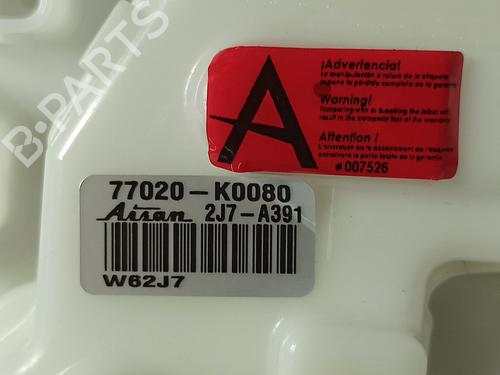 B-PARTS
¡Advertencia!
La manipulación o rotura de la etiqueta
supone la pérdida completa de la garantía
Warning!
Tampering with or breaking the label will
result in the complete loss of the warranty
Attention !
L'alteration ou le déchirement de l'étiquette
entraînera la perte totale de la garantie
#007526
77020-K0080
Aisan 2J7-A391
W62J7